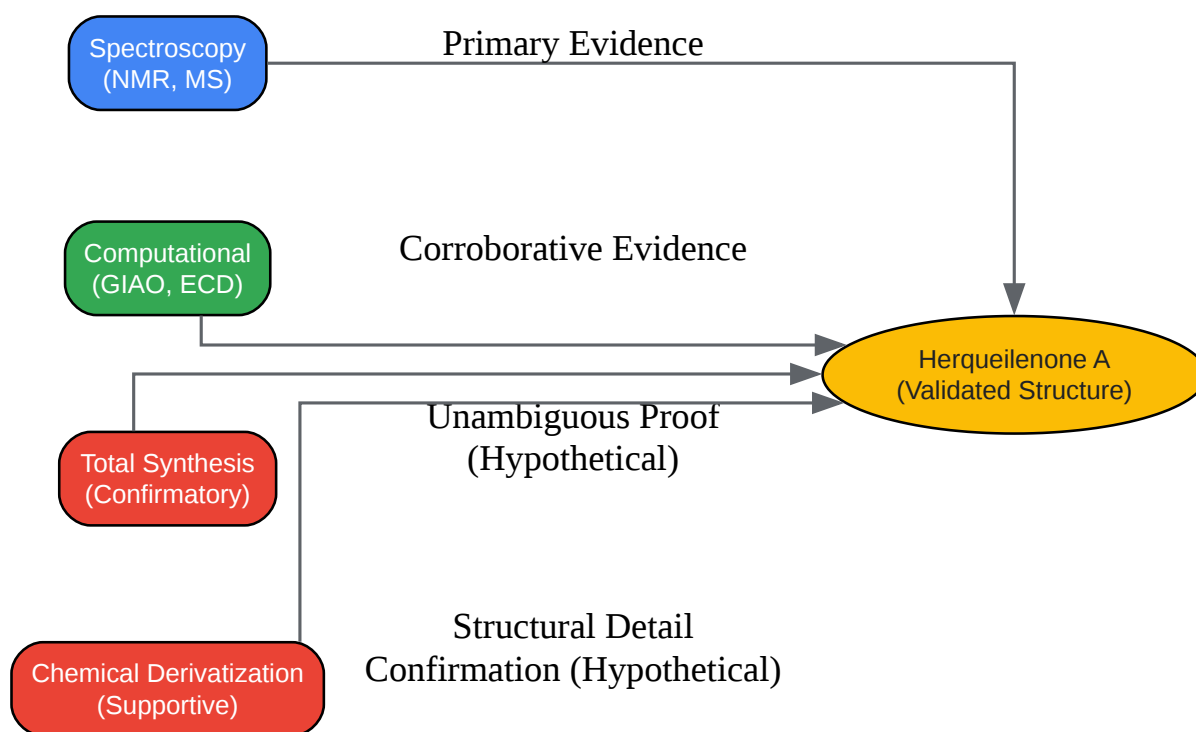 Spectroscopy
(NMR, MS)
Primary Evidence
Computational
(GIAO, ECD)
Corroborative Evidence
Herqueilenone A
(Validated Structure)
Total Synthesis
(Confirmatory)
Unambiguous Proof
(Hypothetical)
Chemical Derivatization
(Supportive)
Structural Detail
Confirmation (Hypothetical)